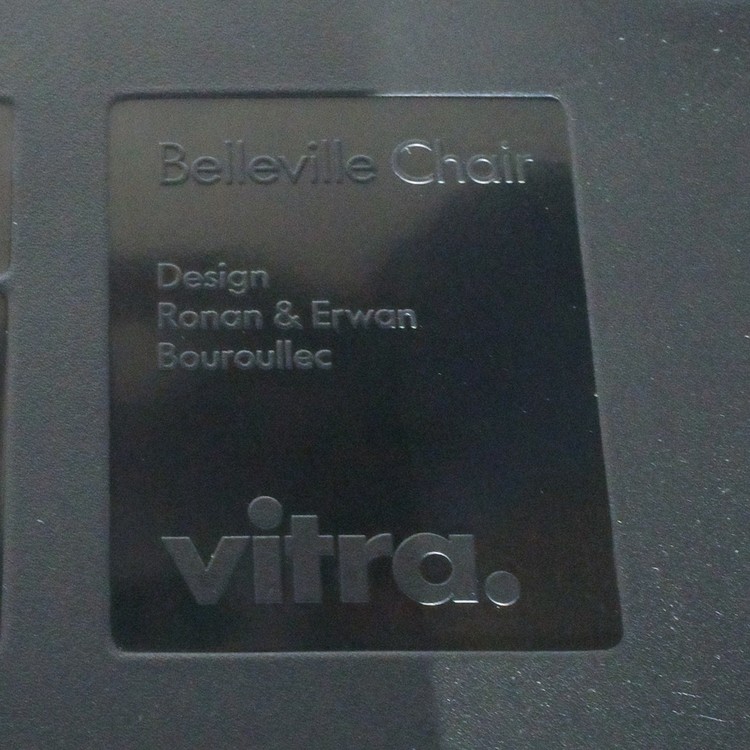 Belleville Chair
Design
Ronan & Erwan
Bouroullec
vitra.